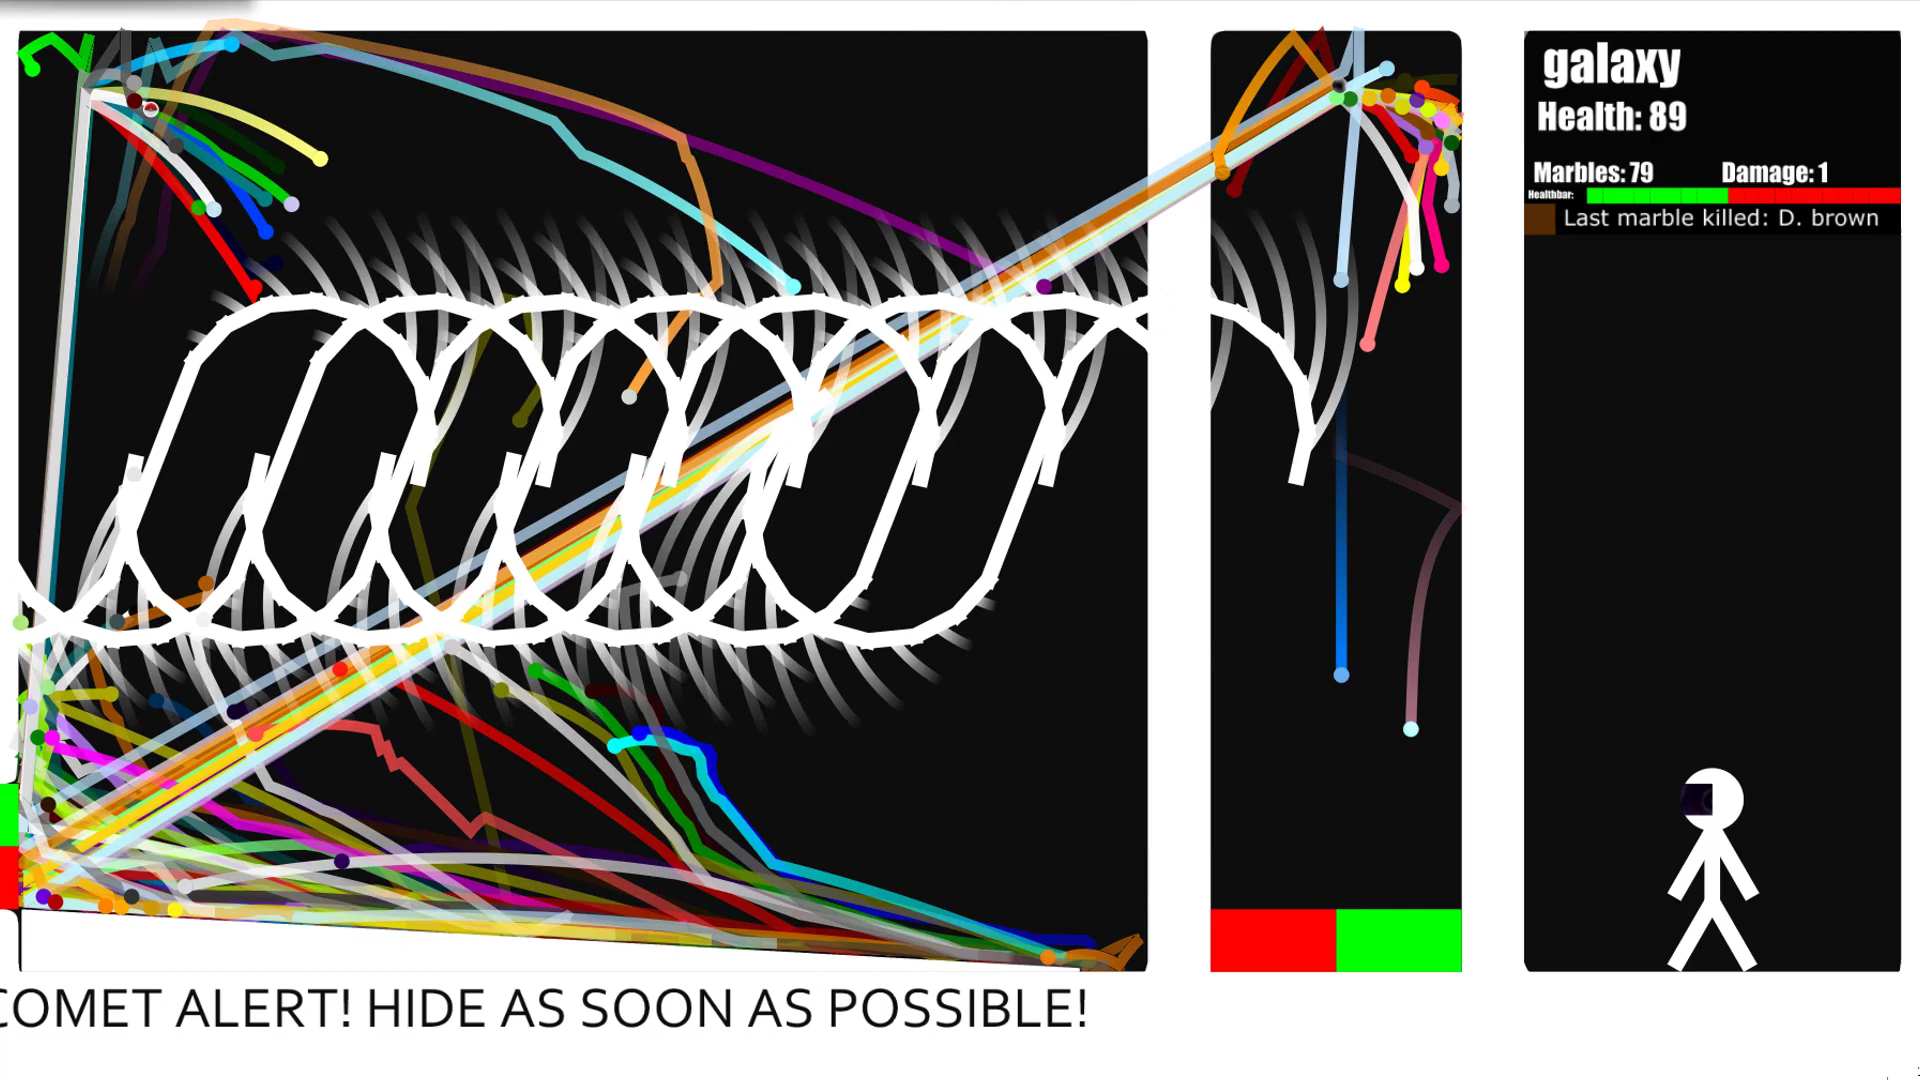 galaxy
Health: 89
Marbles: 79 Damage: 1
Healthbar:
Last marble killed: D. brown
COMET ALERT! HIDE AS SOON AS POSSIBLE!